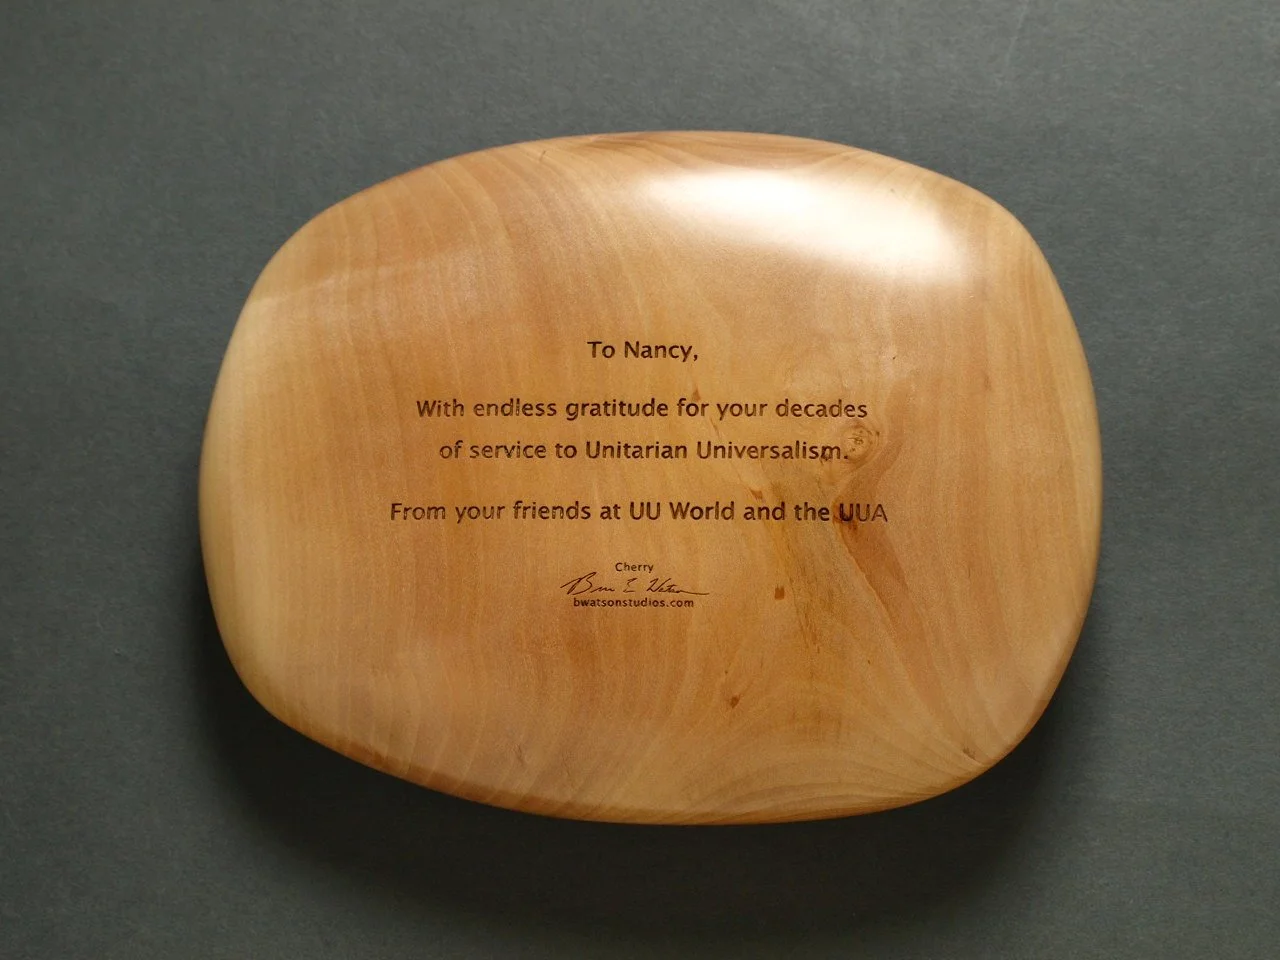 To Nancy,
With endless gratitude for your decades
of service to Unitarian Universalism.
From your friends at UU World and the UUA
Cherry
bwatsonstudios.com